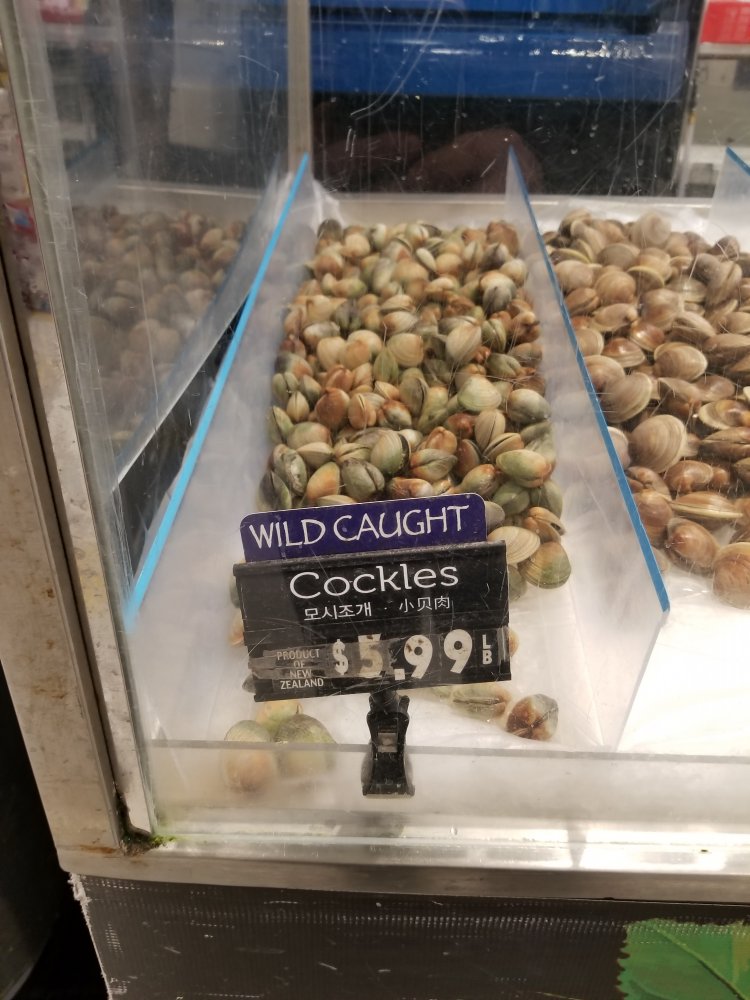 WILD CAUGHT
Cockles
모시조개 · 小贝肉
PRODUCT
OF
NEW
ZEALAND
$5.99 LB